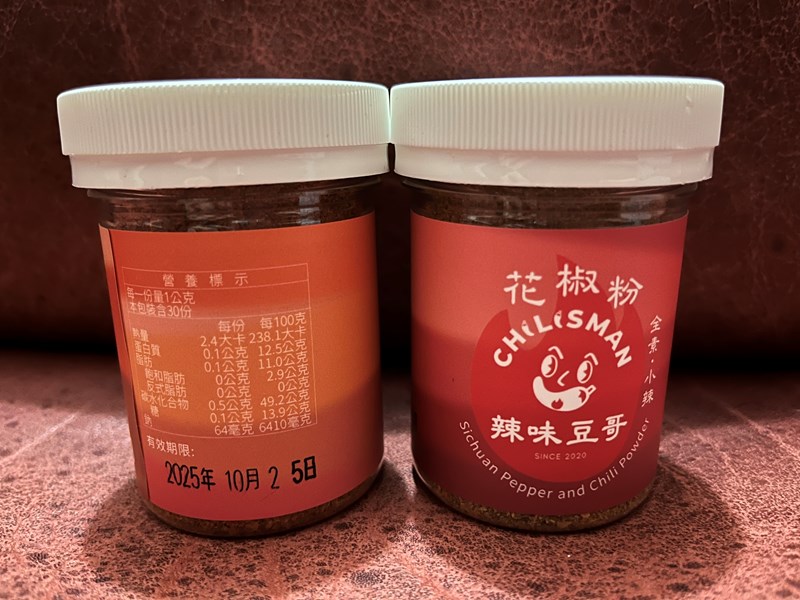 營養標示
每一份量1公克
本包裝含30份
每份 每100克
熱量 2.4大卡 238.1大卡
蛋白質 0.1公克 12.5公克
脂肪 0.1公克 11.0公克
飽和脂肪 0公克 2.9公克
反式脂肪 0公克 0公克
碳水化合物 0.5公克 49.2公克
糖 0.1公克 13.9公克
鈉 64毫克 6410毫克
有效期限:
2025年 10月 2 5日
花椒粉
CHiLiSMAN
辣味豆哥
SINCE 2020
全素·小辣
Sichuan Pepper and Chili Powder